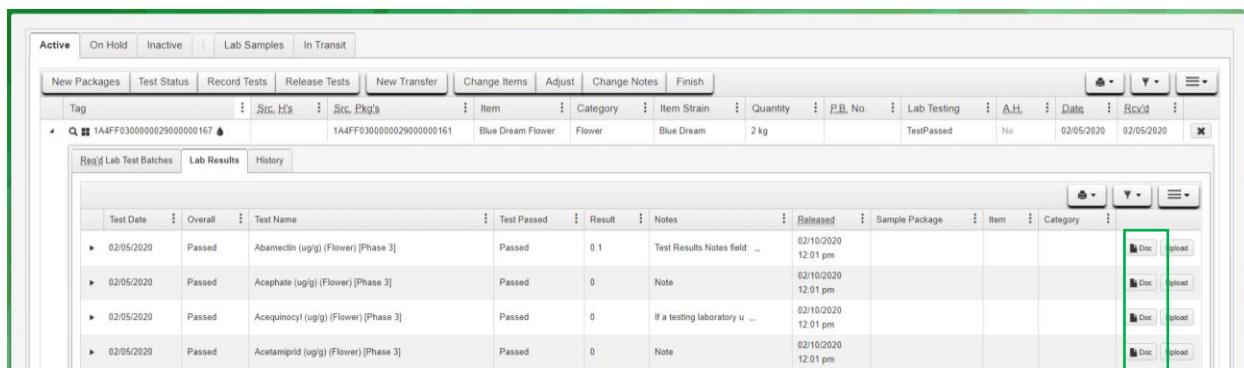 Active On Hold Inactive | Lab Samples In Transit
New Packages Test Status Record Tests Release Tests New Transfer Change Items Adjust Change Notes Finish
Tag Src. H's Src. Pkg's Item Category Item Strain Quantity P.B. No. Lab Testing A.H. Date Rcv'd
1A4FF0300000029000000167 1A4FF0300000029000000161 Blue Dream Flower Flower Blue Dream 2 kg TestPassed No 02/05/2020 02/05/2020
Req'd Lab Test Batches Lab Results History
Test Date Overall Test Name Test Passed Result Notes Released Sample Package Item Category
02/05/2020 Passed Abamectin (ug/g) (Flower) [Phase 3] Passed 0.1 Test Results Notes field: ... 02/10/2020 12:01 pm Doc Upload
02/05/2020 Passed Acephate (ug/g) (Flower) [Phase 3] Passed 0 Note 02/10/2020 12:01 pm Doc Upload
02/05/2020 Passed Acequinocyl (ug/g) (Flower) [Phase 3] Passed 0 If a testing laboratory u ... 02/10/2020 12:01 pm Doc Upload
02/05/2020 Passed Acetamiprid (ug/g) (Flower) [Phase 3] Passed 0 Note 02/10/2020 12:01 pm Doc Upload